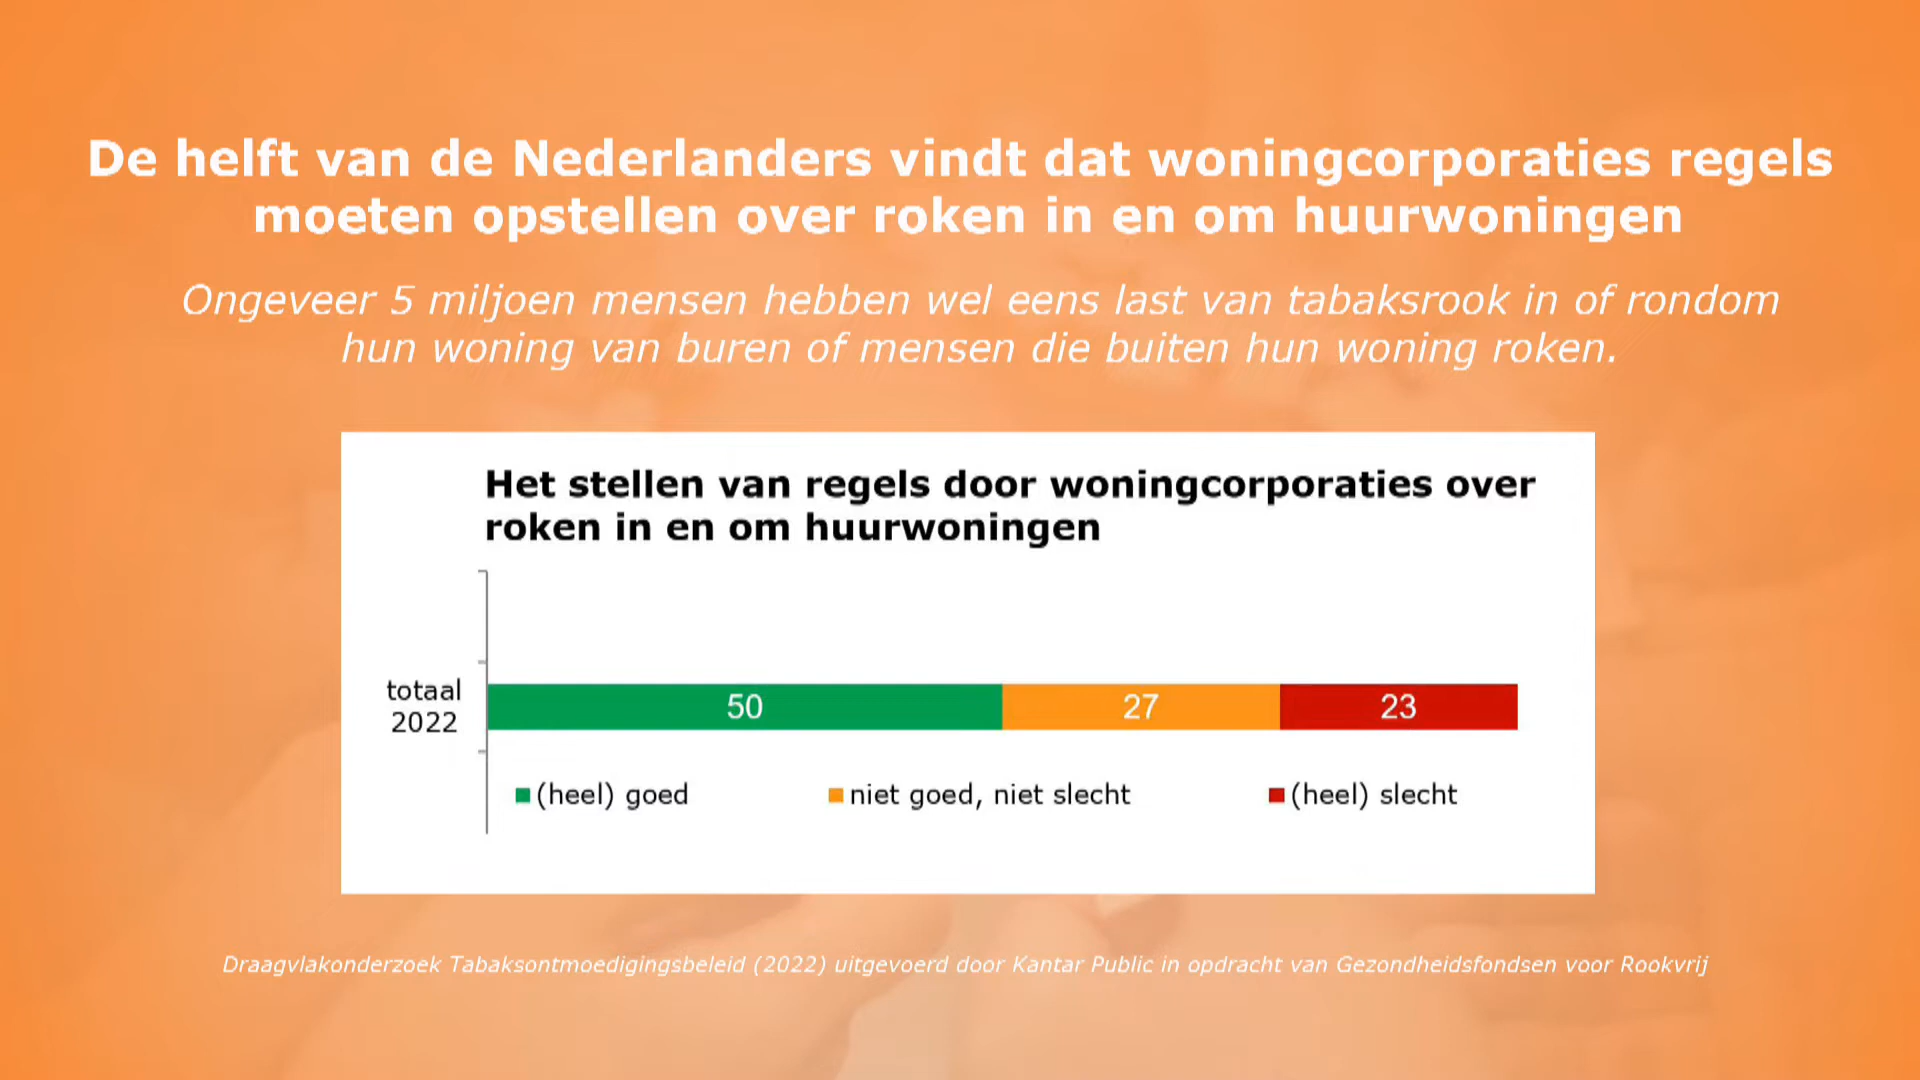 De helft van de Nederlanders vindt dat woningcorporaties regels
moeten opstellen over roken in en om huurwoningen
Ongeveer 5 miljoen mensen hebben wel eens last van tabaksrook in of rondom
hun woning van buren of mensen die buiten hun woning roken.
Het stellen van regels door woningcorporaties over
roken in en om huurwoningen
totaal
2022
50 27 23
(heel) goed niet goed, niet slecht (heel) slecht
Draagvlakonderzoek Tabaksontmoedigingsbeleid (2022) uitgevoerd door Kantar Public in opdracht van Gezondheidsfondsen voor Rookvrij